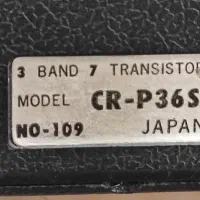 3 BAND 7 TRANSISTOR
MODEL CR-P36S
NO-109 JAPAN